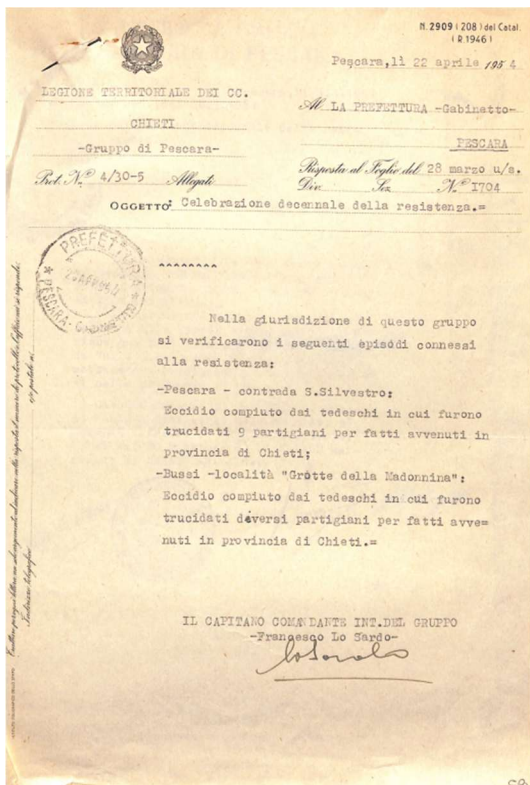 N. 2909 (208) del Catal.
(R. 1946)
Pescara, lì 22 aprile 1954
LEGIONE TERRITORIALE DEI CC.
CHIETI
-Gruppo di Pescara-
Al LA PREFETTURA -Gabinatto-
PESCARA
Prot. Nº 4/30-5 Allegati
Risposta al Foglio del 28 marzo u/s.
Div Sez. Nº 1704
OGGETTO: Celebrazione decennale della resistenza.=
PREFETTURA
PESCARA
^^^^^^^^
Nella giurisdizione di questo gruppo
si verificarono i seguenti episodi connessi
alla resistenza:
-Pescara - contrada S.Silvestro:
Eccidio compiuto dai tedeschi in cui furono
trucidati 9 partigiani per fatti avvenuti in
provincia di Chieti;
-Bussi -località "Grotte della Madonnina":
Eccidio compiuto dai tedeschi in cui furono
trucidati diversi partigiani per fatti avve=
nuti in provincia di Chieti.=
IL CAPITANO COMANDANTE INT.DEL GRUPPO
-Francesco Lo Sardo-